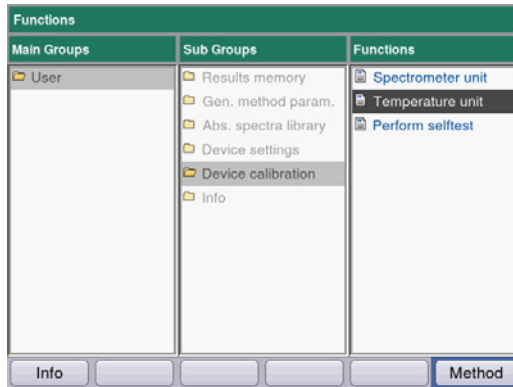 Functions
Main Groups
Sub Groups
Functions
User
Results memory
Gen. method param.
Abs. spectra library
Device settings
Device calibration
Info
Spectrometer unit
Temperature unit
Perform selftest
Info
Method